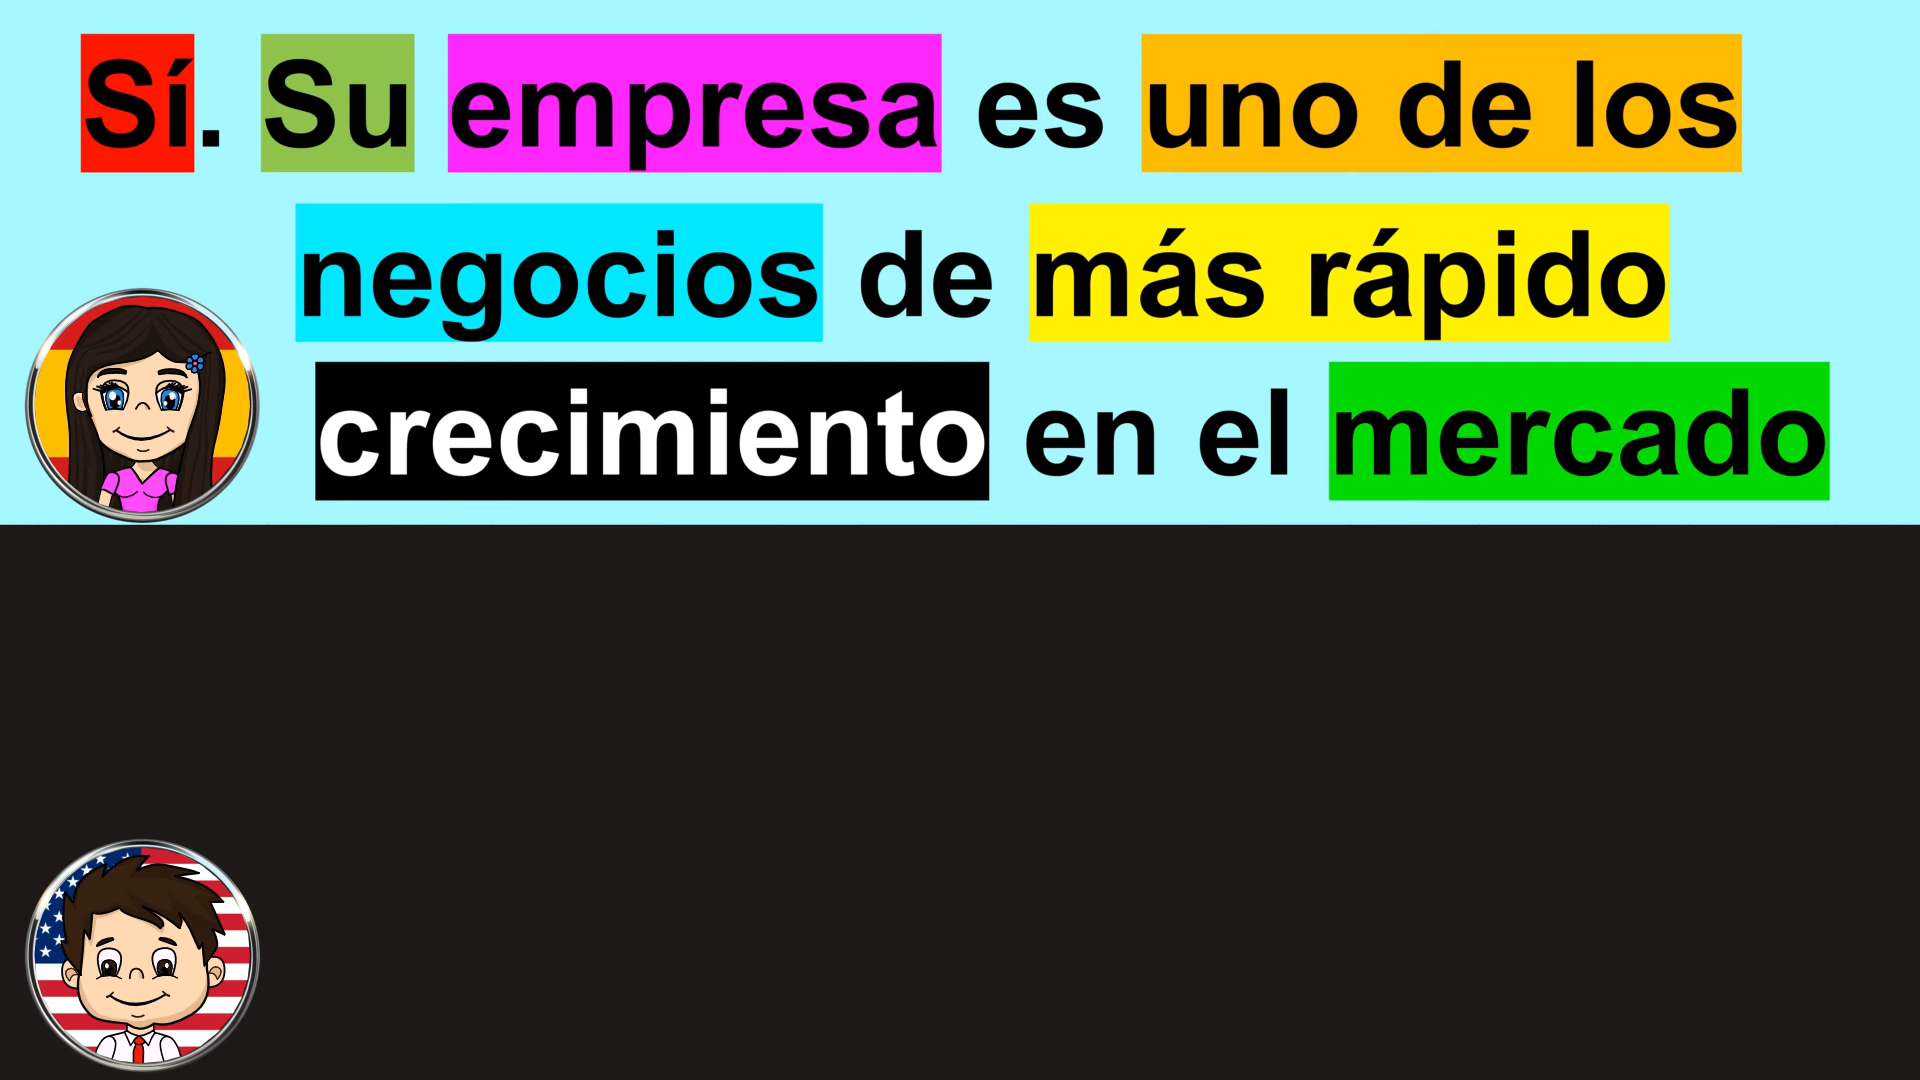 Sí. Su empresa es uno de los
negocios de más rápido
crecimiento en el mercado